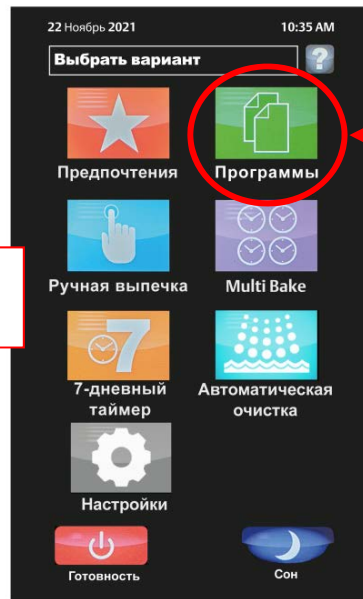 22 Ноябрь 2021 10:35 AM
Выбрать вариант ?
Предпочтения Программы
Ручная выпечка Multi Bake
7
7-дневный Автоматическая
таймер очистка
Настройки
Готовность Сон